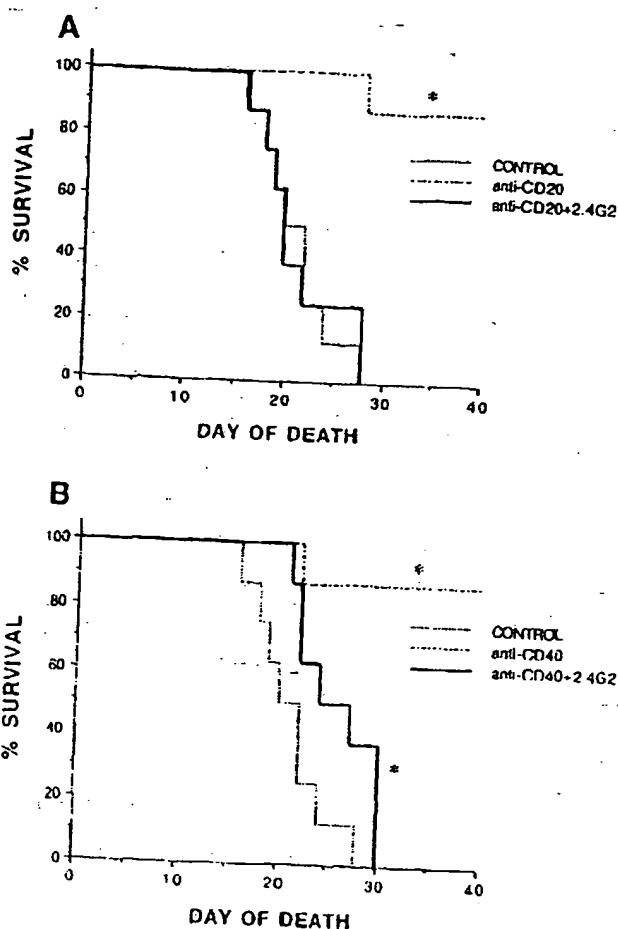 A
100
80
60
40
20
0
% SURVIVAL
*
CONTROL
anti-CD20
anti-CD20+2.4G2
0 10 20 30 40
DAY OF DEATH
B
100
80
60
40
20
0
% SURVIVAL
*
CONTROL
anti-CD40
anti-CD40+2 4G2
*
0 10 20 30 40
DAY OF DEATH